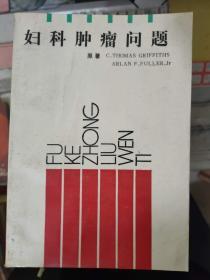 妇科肿瘤问题
原著 C.THOMAS GRIFFITHS
ARLAN F.FULLER.Jr
FU
KE
ZHONG
LIU
WEN
TI